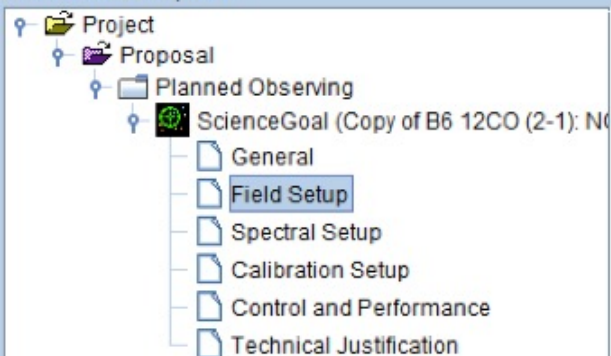 Project
Proposal
Planned Observing
ScienceGoal (Copy of B6 12CO (2-1):
General
Field Setup
Spectral Setup
Calibration Setup
Control and Performance
Technical Justification